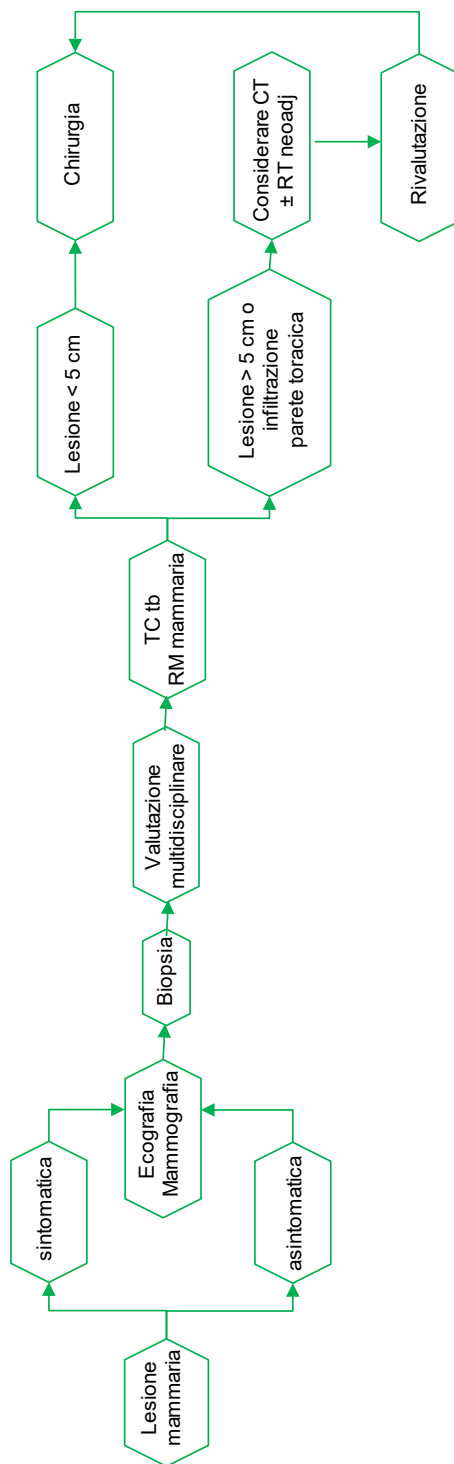 Lesione
mammaria
sintomatica
asintomatica
Ecografia
Mammografia
Biopsia
Valutazione
multidisciplinare
TC tb
RM mammaria
Lesione < 5 cm
Chirurgia
Lesione > 5 cm o
infiltrazione
parete toracica
Considerare CT
± RT neoadj
Rivalutazione